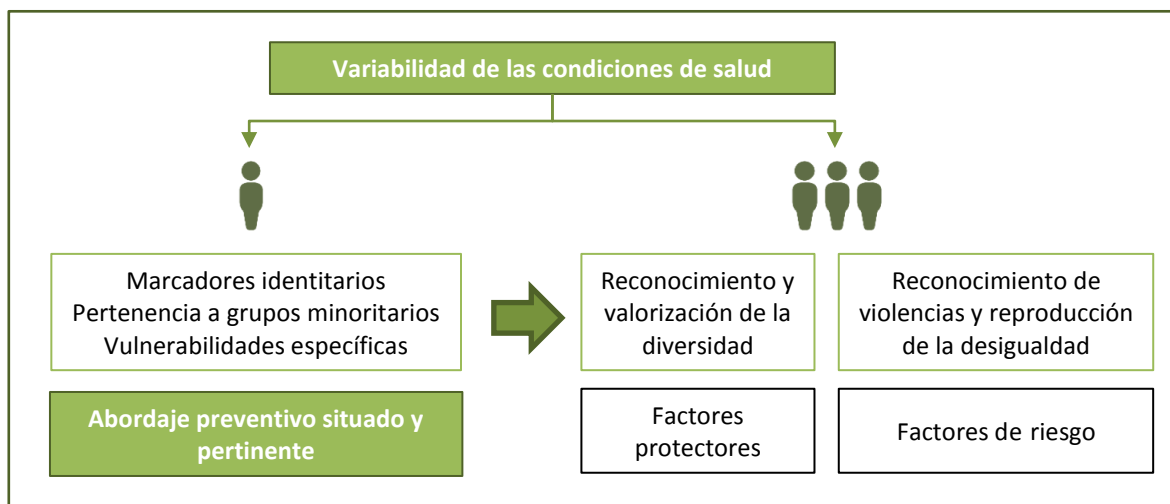 Variabilidad de las condiciones de salud
Marcadores identitarios
Pertenencia a grupos minoritarios
Vulnerabilidades específicas
Abordaje preventivo situado y
pertinente
Reconocimiento y
valorización de la
diversidad
Factores
protectores
Reconocimiento de
violencias y reproducción
de la desigualdad
Factores de riesgo